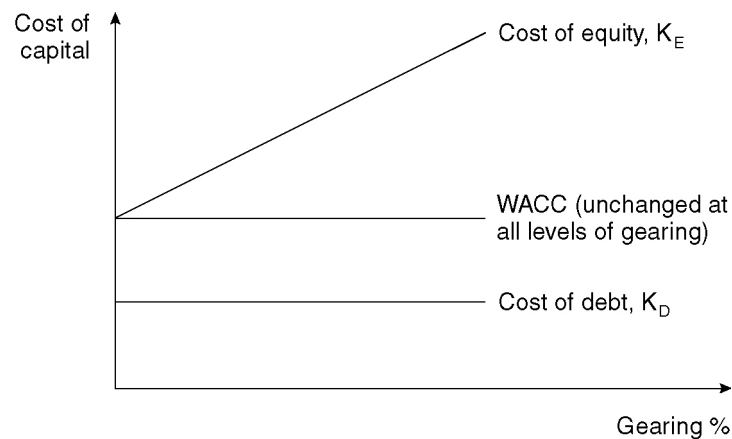 Cost of
capital
Cost of equity, K_E
WACC (unchanged at
all levels of gearing)
Cost of debt, K_D
Gearing %